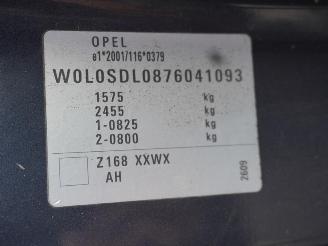 OPEL
e1*2001/116*0379
W0L0SDL0876041093
1575 kg
2455 kg
1-0825 kg
2-0800 kg
Z168 XXWX
AH
2609